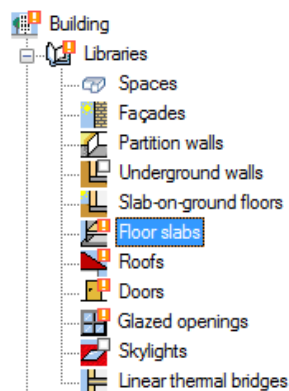 Building
Libraries
Spaces
Façades
Partition walls
Underground walls
Slab-on-ground floors
Floor slabs
Roofs
Doors
Glazed openings
Skylights
Linear thermal bridges